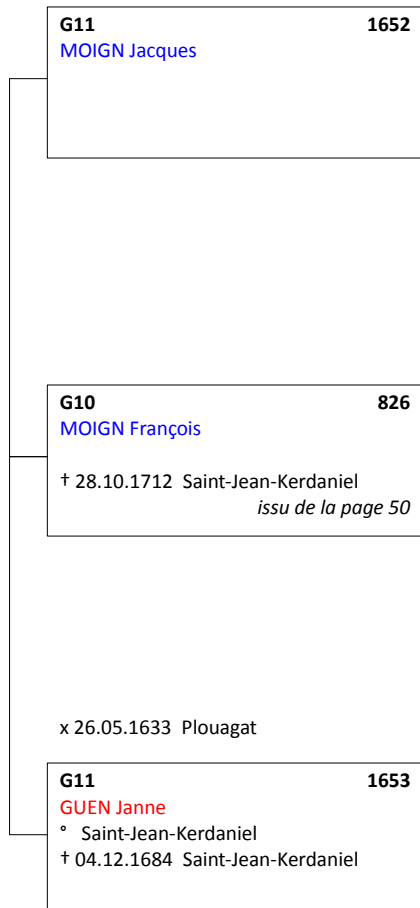 G11 1652
MOIGN Jacques
G10 826
MOIGN François
† 28.10.1712 Saint-Jean-Kerdaniel
issu de la page 50
x 26.05.1633 Plouagat
G11 1653
GUEN Janne
° Saint-Jean-Kerdaniel
† 04.12.1684 Saint-Jean-Kerdaniel